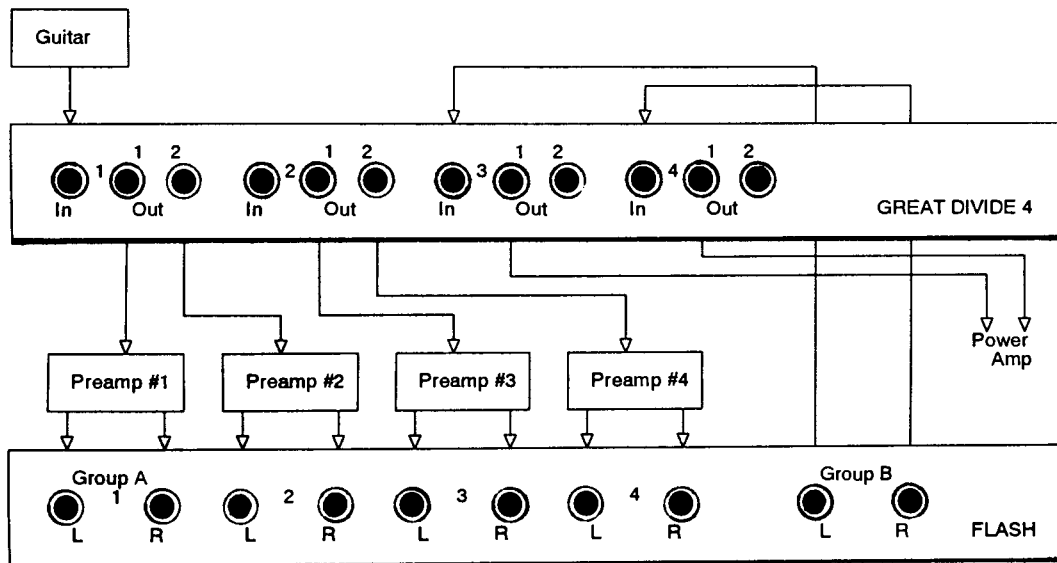 Guitar
1 2 1 2 1 2 1 2
1 2 3 4
In Out In Out In Out In Out
GREAT DIVIDE 4
Power
Amp
Preamp #1 Preamp #2 Preamp #3 Preamp #4
Group A Group B
1 2 3 4
L R L R L R L R L R
FLASH